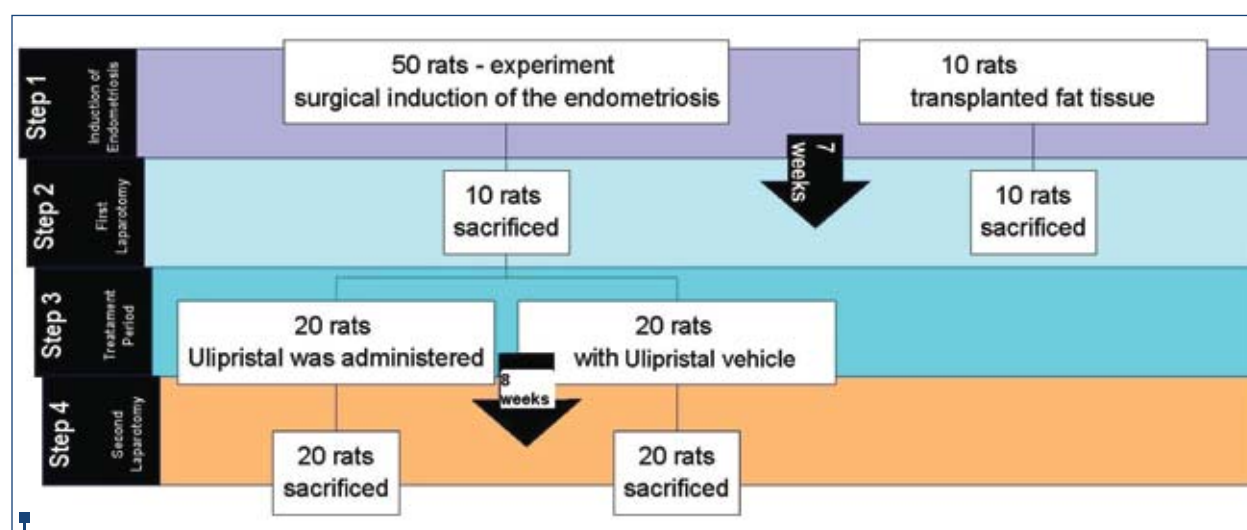 Step 1
Induction of
Endometriosis
50 rats - experiment
surgical induction of the endometriosis
10 rats
transplanted fat tissue
7
weeks
Step 2
First
Laparotomy
10 rats
sacrificed
10 rats
sacrificed
Step 3
Treatament
Period
20 rats
Ulipristal was administered
20 rats
with Ulipristal vehicle
8
weeks
Step 4
Second
Laparotomy
20 rats
sacrificed
20 rats
sacrificed